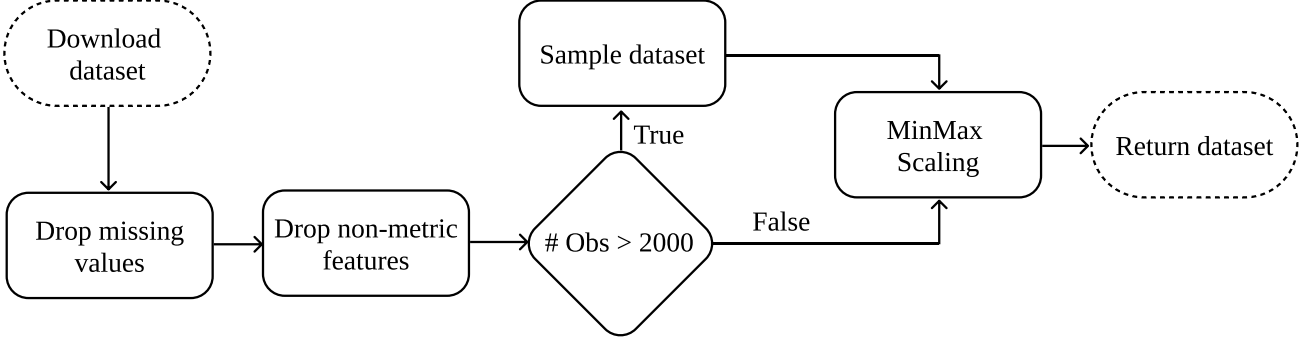 Download
dataset
Drop missing
values
Drop non-metric
features
# Obs > 2000
True
Sample dataset
False
MinMax
Scaling
Return dataset